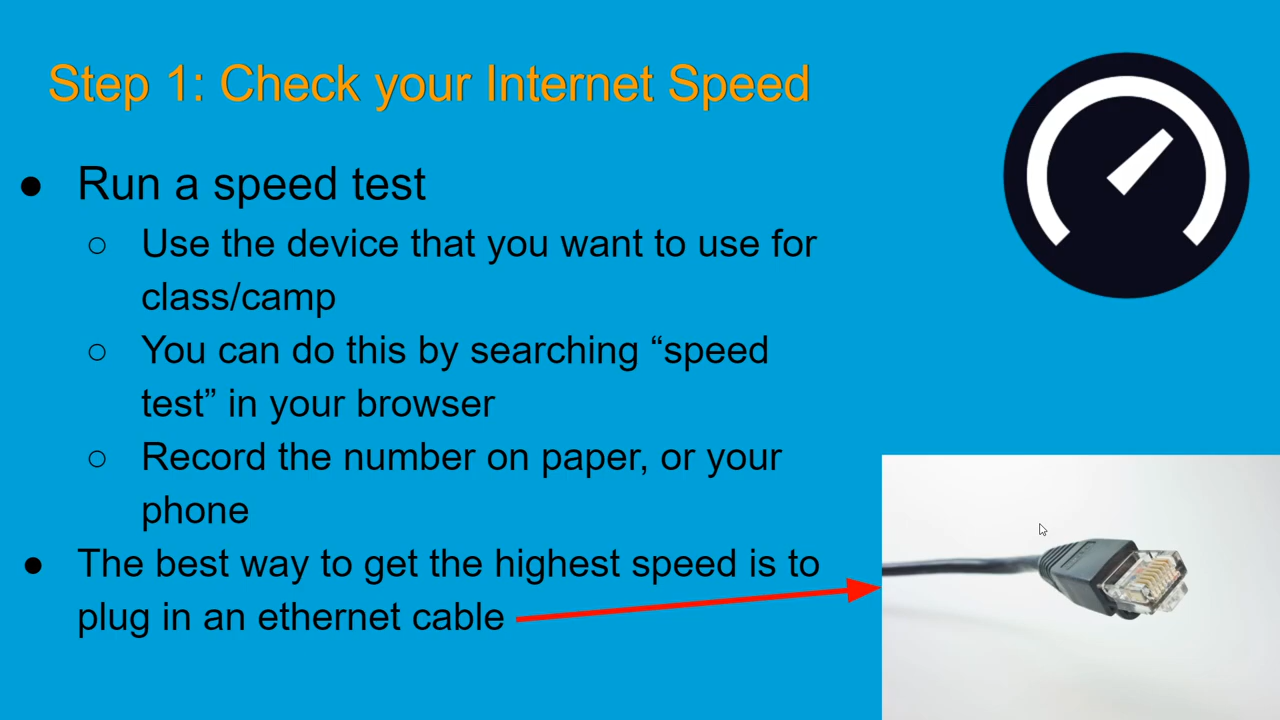 Step 1: Check your Internet Speed
● Run a speed test
○ Use the device that you want to use for
class/camp
○ You can do this by searching “speed
test” in your browser
○ Record the number on paper, or your
phone
● The best way to get the highest speed is to
plug in an ethernet cable